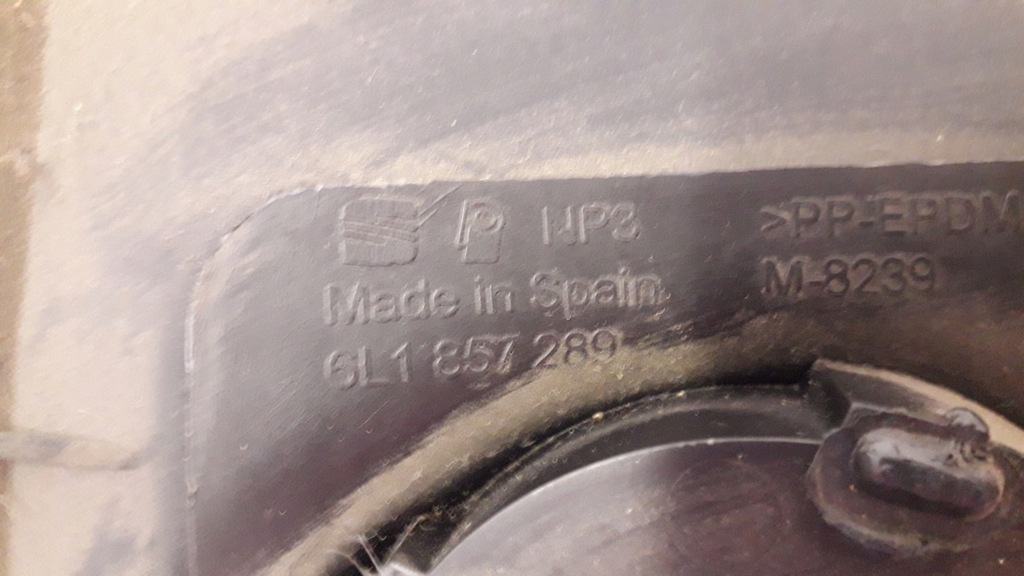 P NP3 >PP-EPDM
Made in Spain M-8239
6L1 857 289